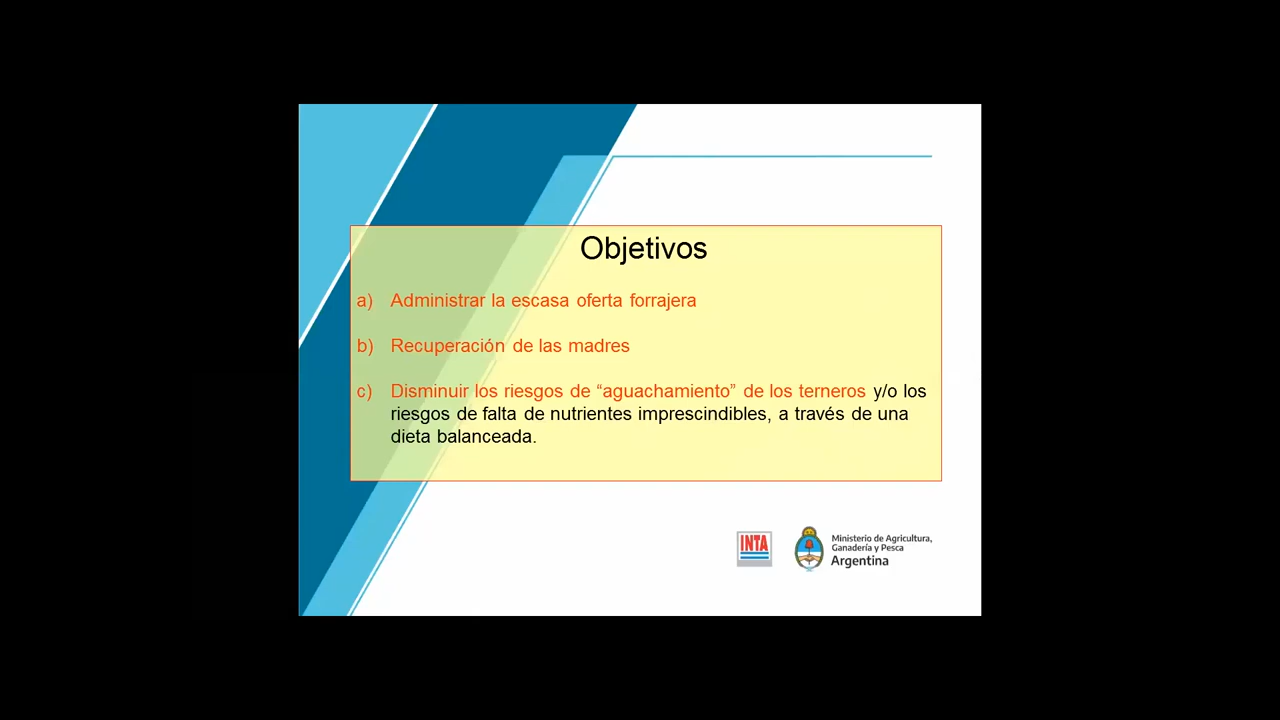 Objetivos
a) Administrar la escasa oferta forrajera
b) Recuperación de las madres
c) Disminuir los riesgos de “aguachamiento” de los terneros y/o los
riesgos de falta de nutrientes imprescindibles, a través de una
dieta balanceada.
INTA
Ministerio de Agricultura,
Ganadería y Pesca
Argentina